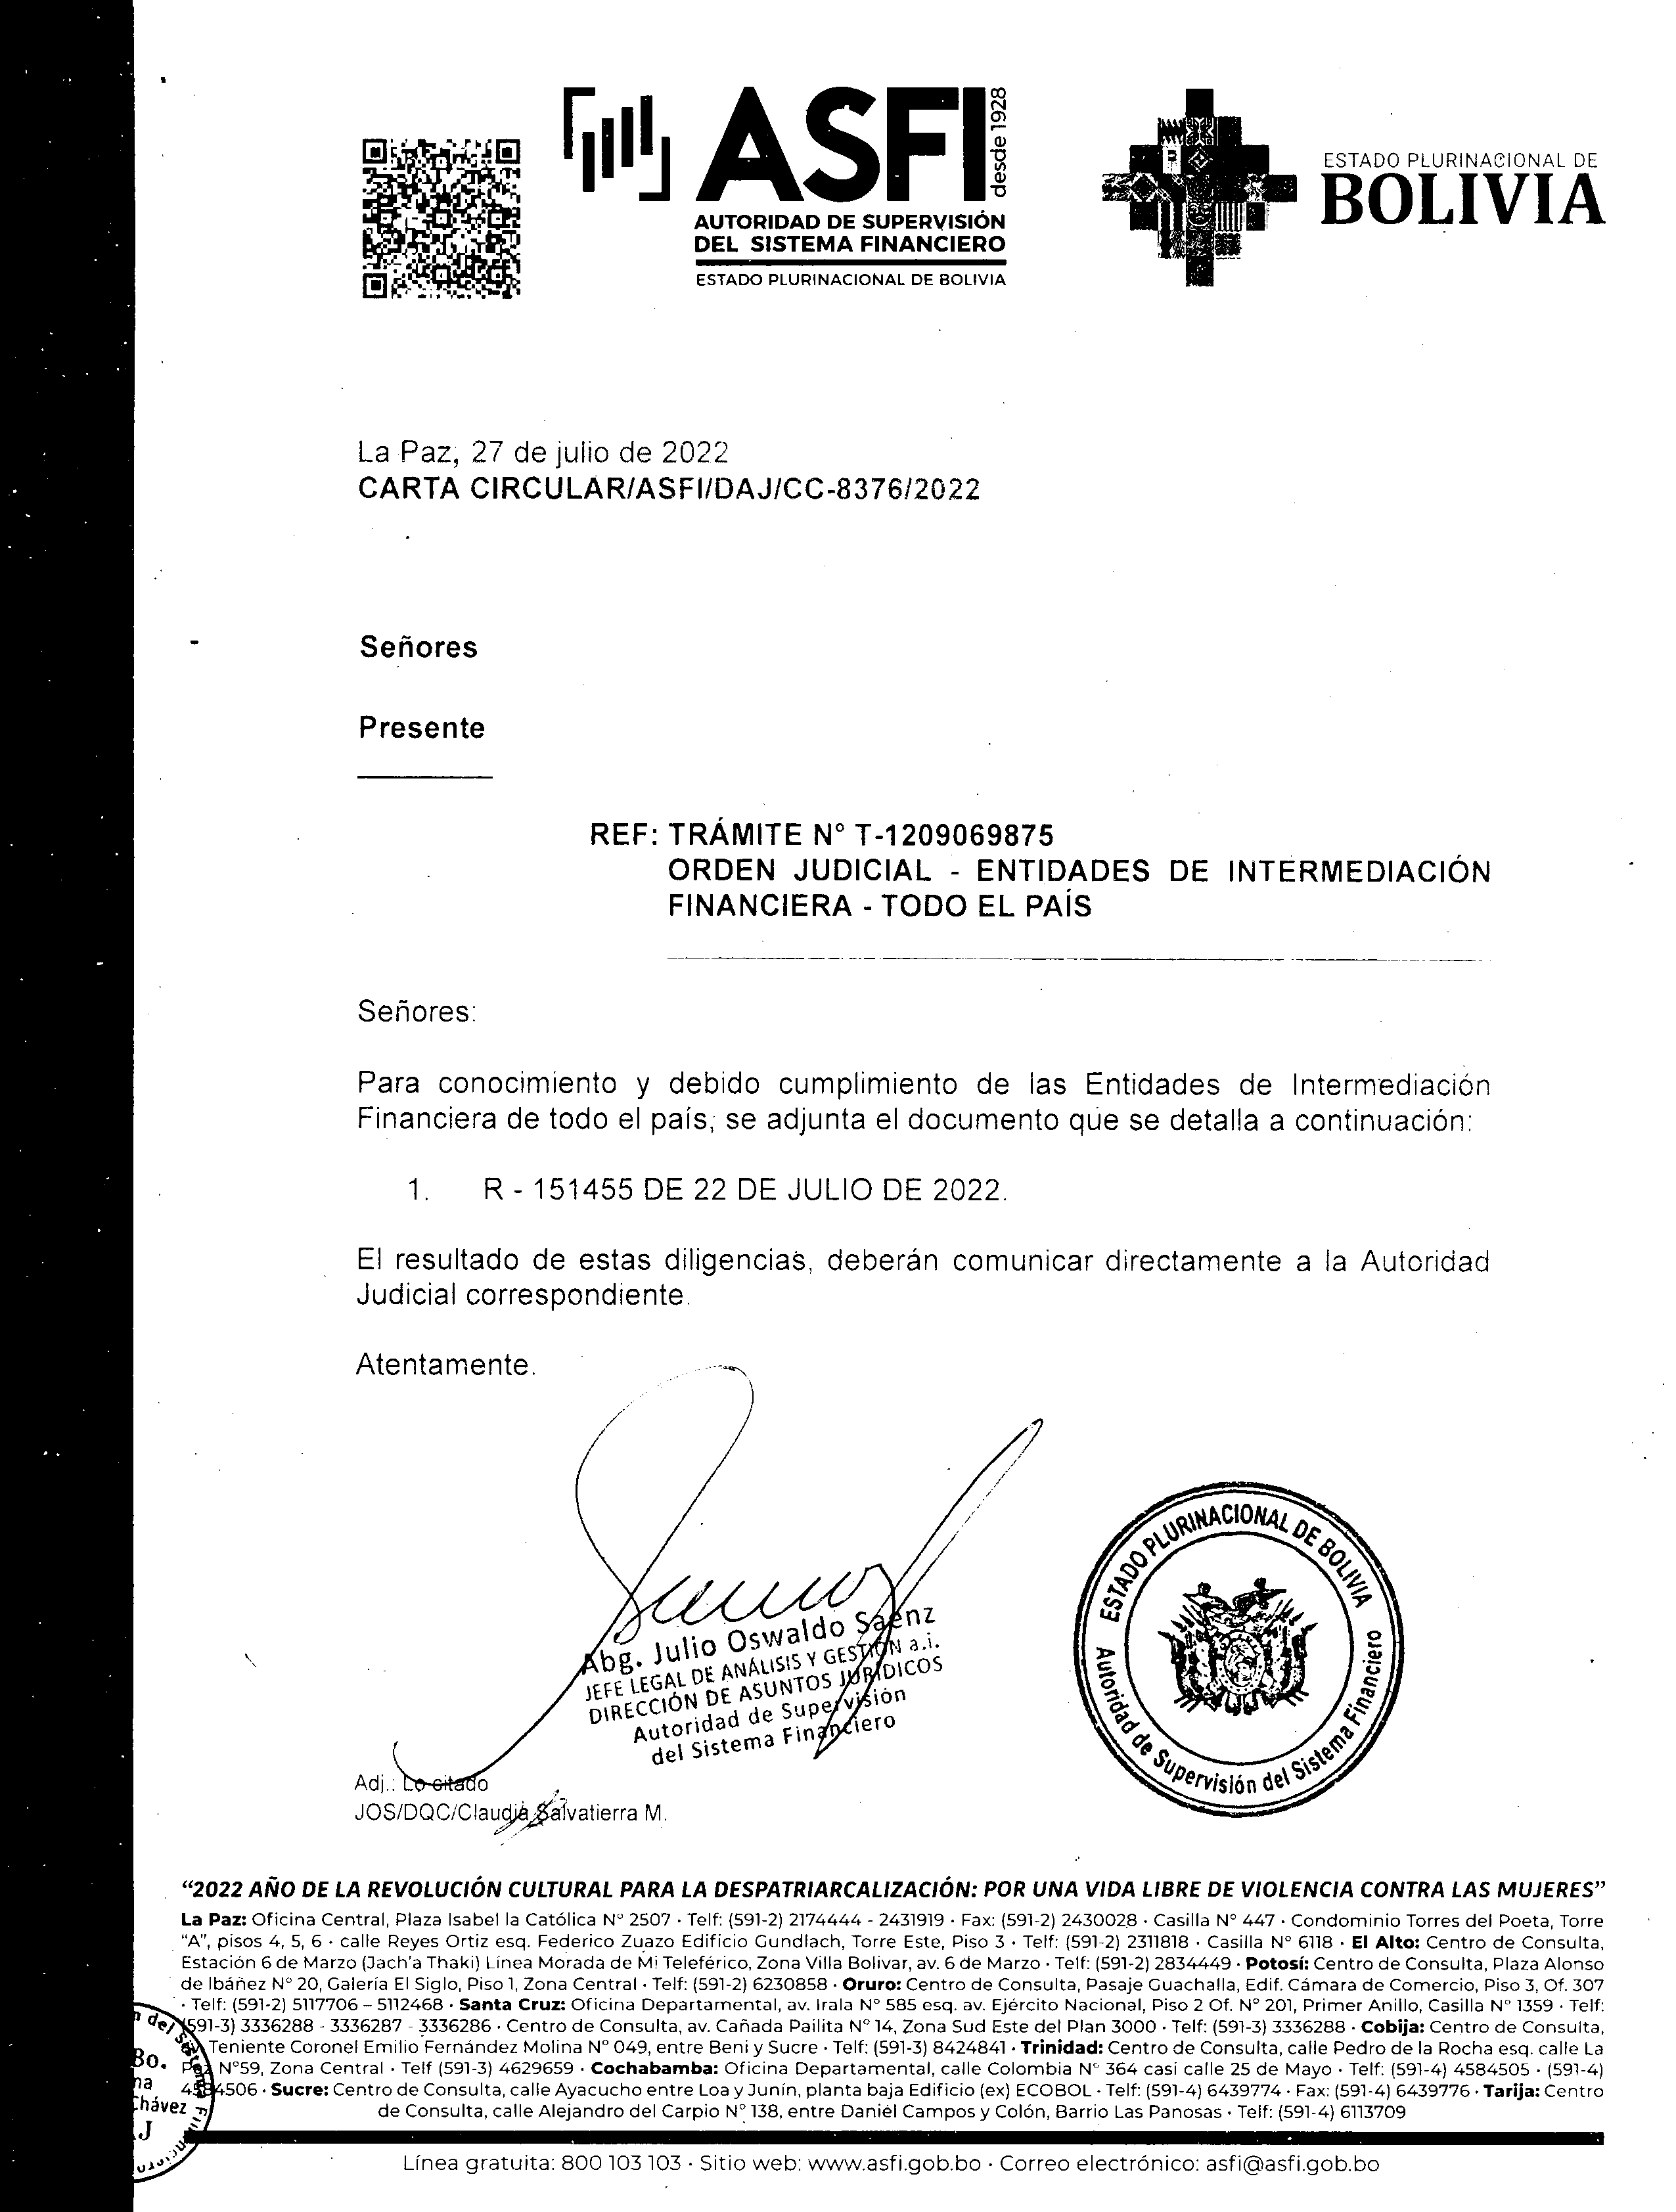 ASFI desde 1928
AUTORIDAD DE SUPERVISIÓN
DEL SISTEMA FINANCIERO
ESTADO PLURINACIONAL DE BOLIVIA
ESTADO PLURINACIONAL DE
BOLIVIA
La Paz, 27 de julio de 2022
CARTA CIRCULAR/ASFI/DAJ/CC-8376/2022
Señores
Presente
REF: TRÁMITE N° T-1209069875
ORDEN JUDICIAL - ENTIDADES DE INTERMEDIACIÓN
FINANCIERA - TODO EL PAÍS
Señores:
Para conocimiento y debido cumplimiento de las Entidades de Intermediación
Financiera de todo el país, se adjunta el documento que se detalla a continuación:
1. R - 151455 DE 22 DE JULIO DE 2022.
El resultado de estas diligencias, deberán comunicar directamente a la Autoridad
Judicial correspondiente.
Atentamente.
Abg. Julio Oswaldo Saenz
JEFE LEGAL DE ANÁLISIS Y GESTIÓN a.i.
DIRECCIÓN DE ASUNTOS JURÍDICOS
Autoridad de Supervisión
del Sistema Financiero
ESTADO PLURINACIONAL DE BOLIVIA
Autoridad de Supervisión del Sistema Financiero
Adj.: Lo citado
JOS/DQC/Claudia Salvatierra M.
“2022 AÑO DE LA REVOLUCIÓN CULTURAL PARA LA DESPATRIARCALIZACIÓN: POR UNA VIDA LIBRE DE VIOLENCIA CONTRA LAS MUJERES”
La Paz: Oficina Central, Plaza Isabel la Católica N° 2507 · Telf: (591-2) 2174444 - 2431919 · Fax: (591-2) 2430028 · Casilla N° 447 · Condominio Torres del Poeta, Torre
“A”, pisos 4, 5, 6 · calle Reyes Ortiz esq. Federico Zuazo Edificio Gundlach, Torre Este, Piso 3 · Telf: (591-2) 2311818 · Casilla N° 6118 · El Alto: Centro de Consulta,
Estación 6 de Marzo (Jach’a Thaki) Línea Morada de Mi Teleférico, Zona Villa Bolivar, av. 6 de Marzo · Telf: (591-2) 2834449 · Potosí: Centro de Consulta, Plaza Alonso
de Ibáñez N° 20, Galería El Siglo, Piso 1, Zona Central · Telf: (591-2) 6230858 · Oruro: Centro de Consulta, Pasaje Guachalla, Edif. Cámara de Comercio, Piso 3, Of. 307
· Telf: (591-2) 5117706 – 5112468 · Santa Cruz: Oficina Departamental, av. Irala N° 585 esq. av. Ejército Nacional, Piso 2 Of. N° 201, Primer Anillo, Casilla N° 1359 · Telf:
(591-3) 3336288 - 3336287 - 3336286 · Centro de Consulta, av. Cañada Pailita N° 14, Zona Sud Este del Plan 3000 · Telf: (591-3) 3336288 · Cobija: Centro de Consulta,
Teniente Coronel Emilio Fernández Molina N° 049, entre Beni y Sucre · Telf: (591-3) 8424841 · Trinidad: Centro de Consulta, calle Pedro de la Rocha esq. calle La
Paz N°59, Zona Central · Telf (591-3) 4629659 · Cochabamba: Oficina Departamental, calle Colombia N° 364 casi calle 25 de Mayo · Telf: (591-4) 4584505 · (591-4)
4584506 · Sucre: Centro de Consulta, calle Ayacucho entre Loa y Junín, planta baja Edificio (ex) ECOBOL · Telf: (591-4) 6439774 · Fax: (591-4) 6439776 · Tarija: Centro
de Consulta, calle Alejandro del Carpio N° 138, entre Daniel Campos y Colón, Barrio Las Panosas · Telf: (591-4) 6113709
Línea gratuita: 800 103 103 · Sitio web: www.asfi.gob.bo · Correo electrónico: asfi@asfi.gob.bo